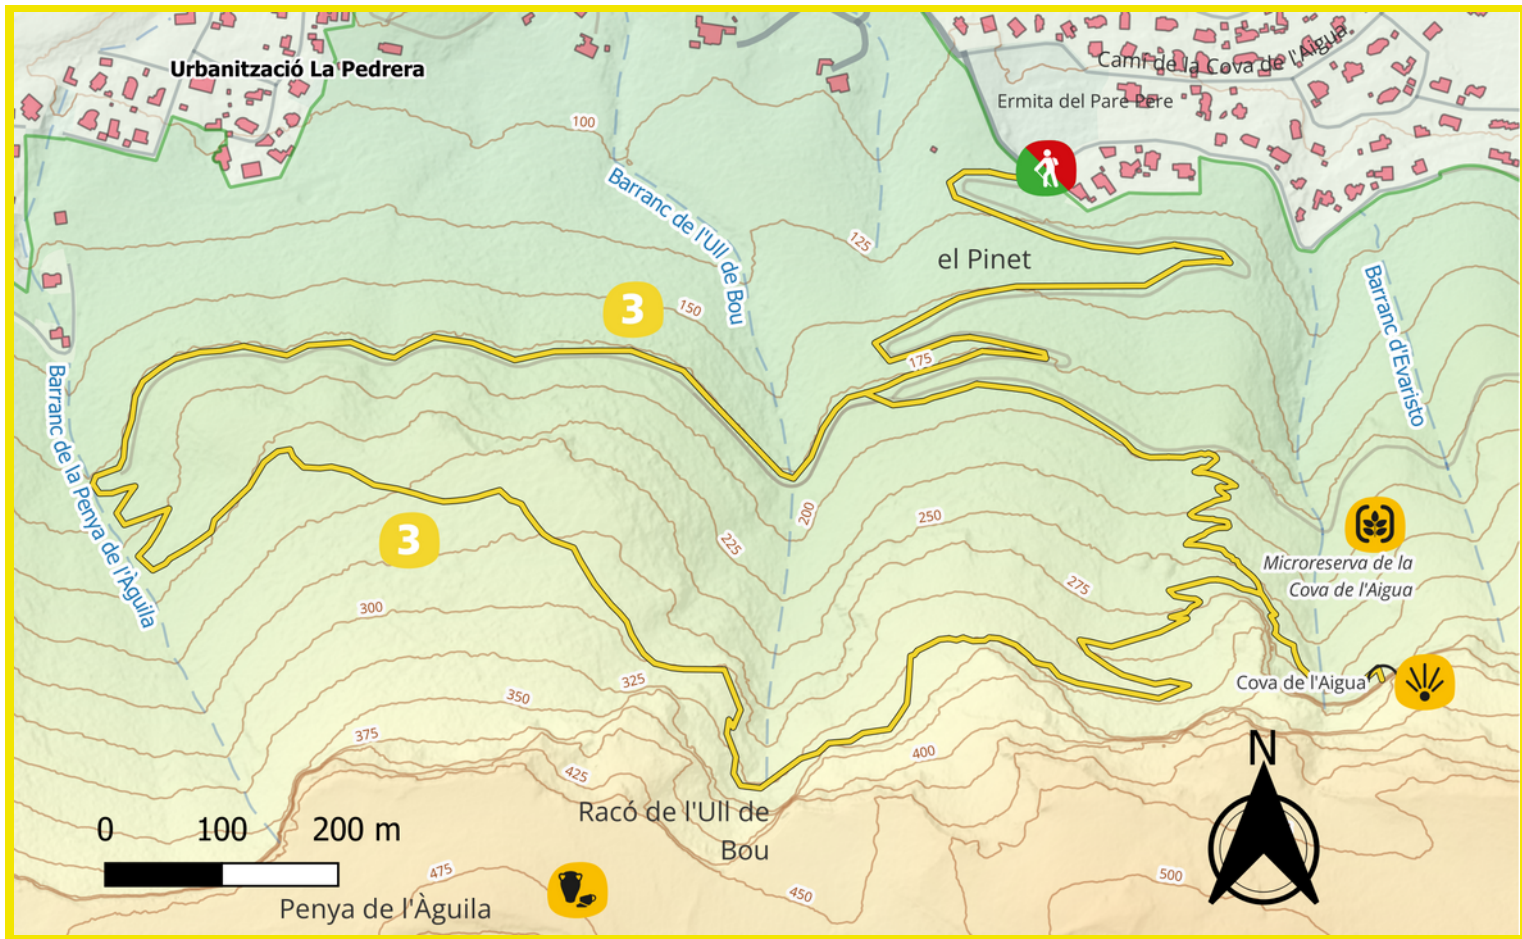 Camí de la Cova de l'Aigua
Urbanització La Pedrera
Ermita del Pare Pere
100
Barranc de l'Ull de Bou
125
el Pinet
3
150
Barranc d'Evaristo
175
Barranc de la Penya de l'Àguila
200
250
225
3
Microreserva de la
Cova de l'Aigua
275
300
325
Cova de l'Aigua
350
375
400
N
425
Racó de l'Ull de
Bou
0 100 200 m
475
450
500
Penya de l'Àguila